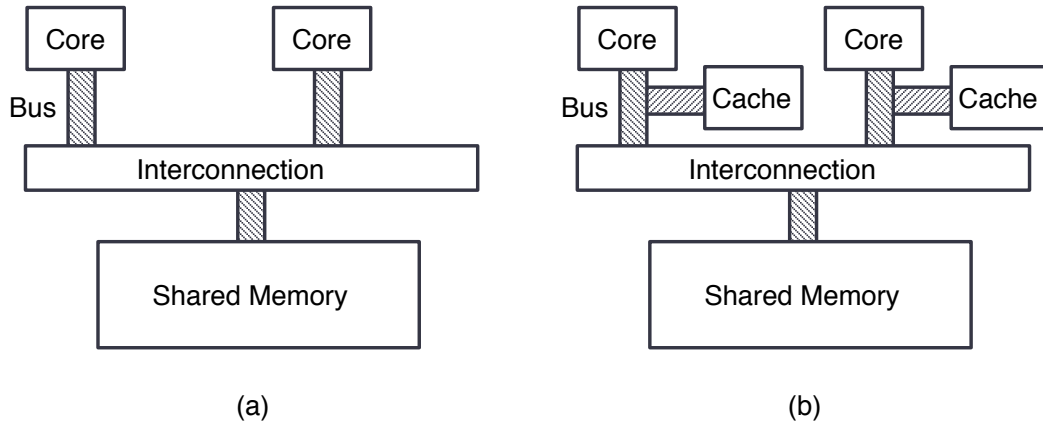 Core
Core
Bus
Interconnection
Shared Memory
(a)
Core
Core
Bus
Cache
Cache
Interconnection
Shared Memory
(b)